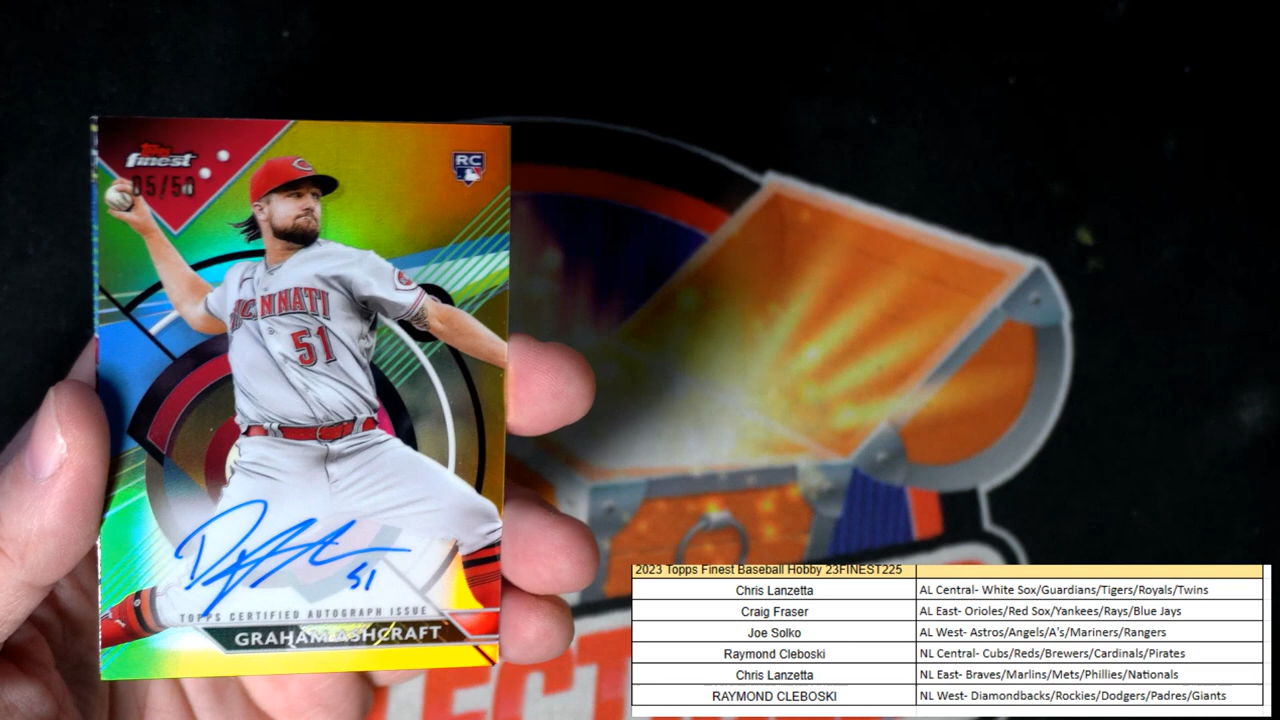 Topps
finest
05/50
RC
CINCINNATI
51
51
TOPPS CERTIFIED AUTOGRAPH ISSUE
GRAHAM ASHCRAFT
2023 Topps Finest Baseball Hobby 23FINEST225
Chris Lanzetta AL Central- White Sox/Guardians/Tigers/Royals/Twins
Craig Fraser AL East- Orioles/Red Sox/Yankees/Rays/Blue Jays
Joe Solko AL West- Astros/Angels/A's/Mariners/Rangers
Raymond Cleboski NL Central- Cubs/Reds/Brewers/Cardinals/Pirates
Chris Lanzetta NL East- Braves/Marlins/Mets/Phillies/Nationals
RAYMOND CLEBOSKI NL West- Diamondbacks/Rockies/Dodgers/Padres/Giants